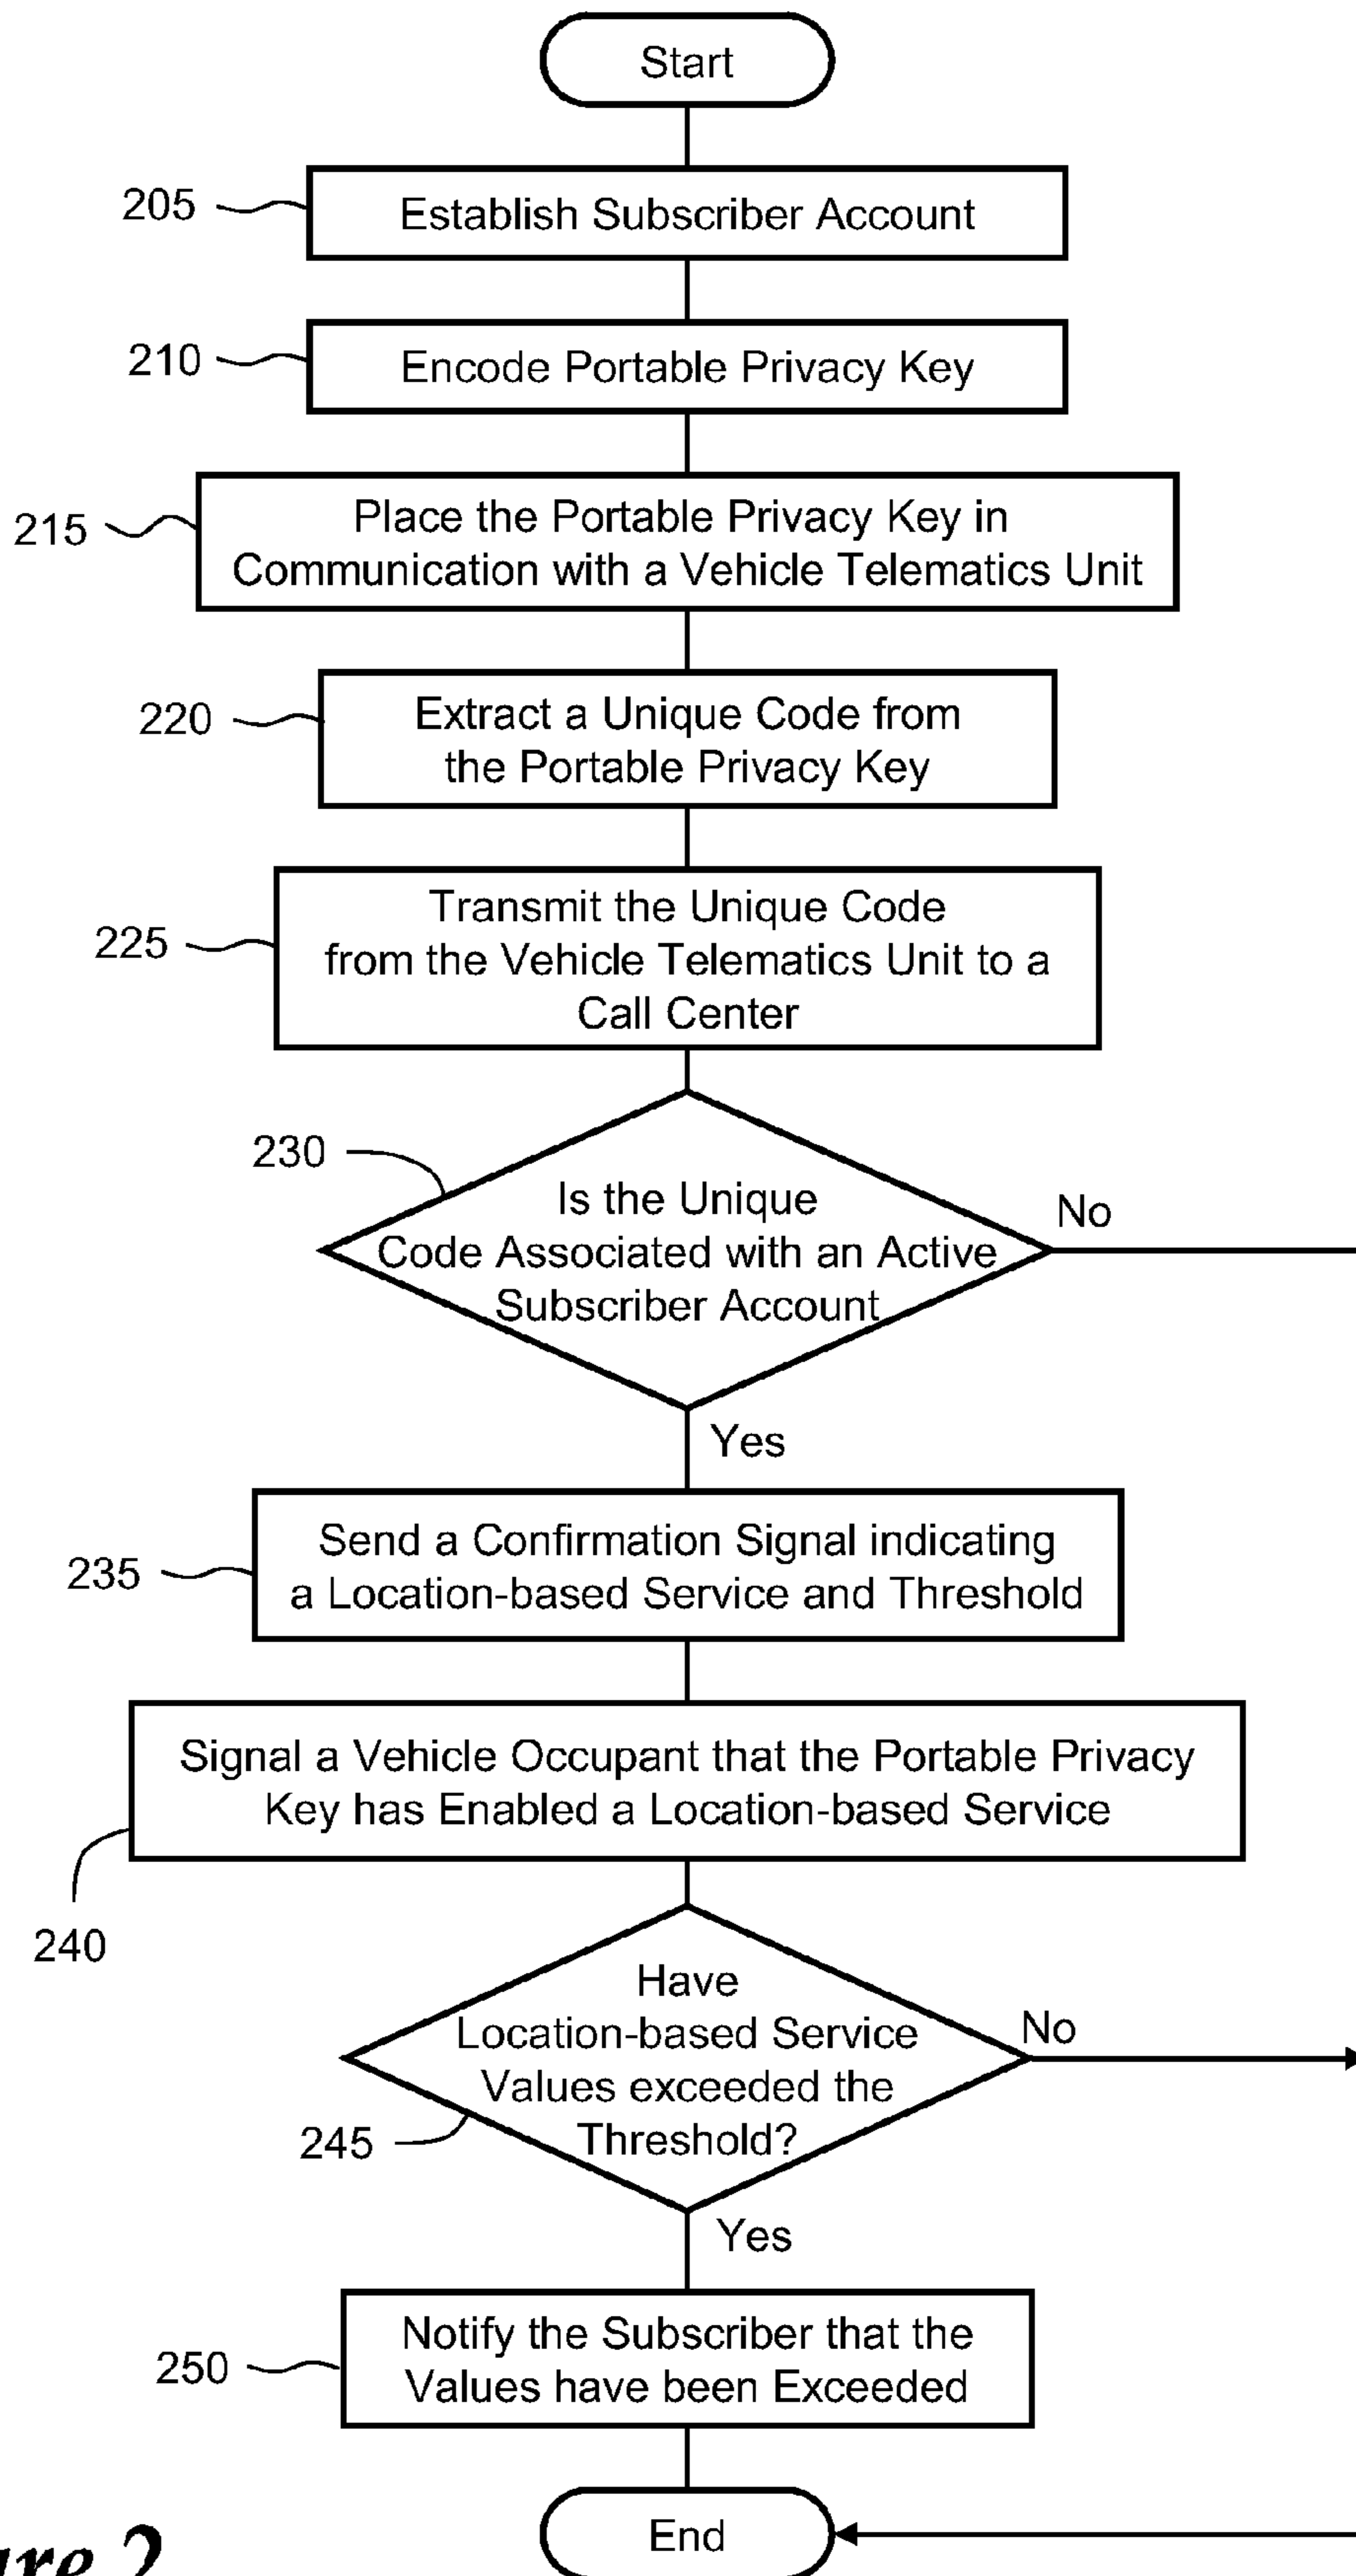 Start
205
Establish Subscriber Account
210
Encode Portable Privacy Key
215
Place the Portable Privacy Key in
Communication with a Vehicle Telematics Unit
220
Extract a Unique Code from
the Portable Privacy Key
225
Transmit the Unique Code
from the Vehicle Telematics Unit to a
Call Center
230
Is the Unique
Code Associated with an Active
Subscriber Account
No
Yes
235
Send a Confirmation Signal indicating
a Location-based Service and Threshold
Signal a Vehicle Occupant that the Portable Privacy
Key has Enabled a Location-based Service
240
Have
Location-based Service
Values exceeded the
Threshold?
No
245
Yes
250
Notify the Subscriber that the
Values have been Exceeded
End
ure 2